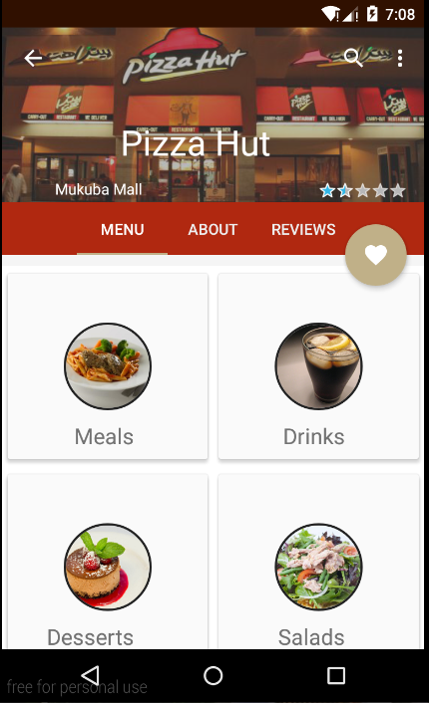 7:08
Pizza Hut
Pizza Hut
Mukuba Mall
MENU
ABOUT
REVIEWS
Meals
Drinks
Desserts
Salads
free for personal use